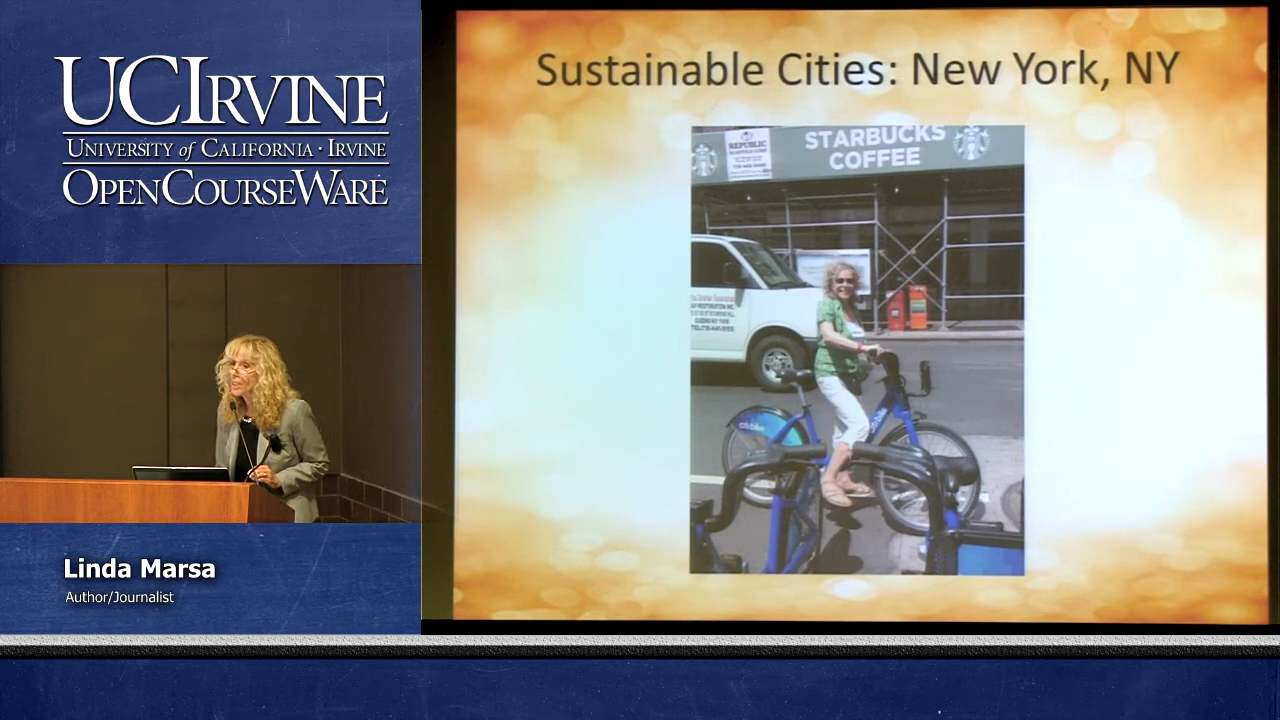 UCIRVINE
UNIVERSITY of CALIFORNIA · IRVINE
OPENCOURSEWARE
Linda Marsa
Author/Journalist
Sustainable Cities: New York, NY
STARBUCKS
COFFEE
REPUBLIC
citibike